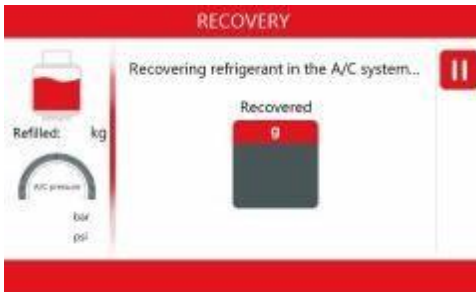 RECOVERY
Recovering refrigerant in the A/C system...
Refilled: kg
A/C pressure
bar
psi
Recovered
g